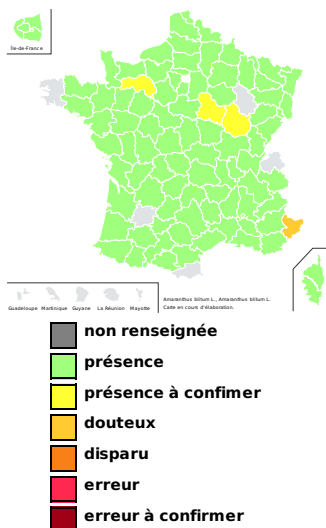 Île-de-France
Guadeloupe Martinique Guyane La Réunion Mayotte
Amaranthus blitum L., Amaranthus blitum L.
Carte en cours d'élaboration.
non renseignée
présence
présence à confimer
douteux
disparu
erreur
erreur à confirmer